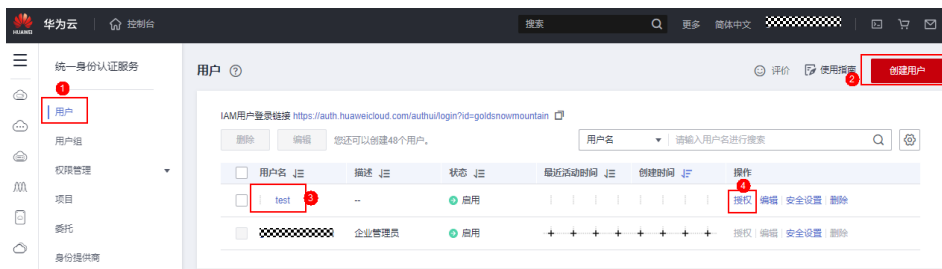 HUAWEI 华为云 控制台 搜索 更多 简体中文
统一身份认证服务
用户 评价 使用指南 创建用户
1 2
用户
IAM用户登录链接 https://auth.huaweicloud.com/authui/login?id=goldsnowmountain
用户组
删除 编辑 您还可以创建48个用户。 用户名 请输入用户名进行搜索
权限管理
用户名 描述 状态 最近活动时间 创建时间 操作
项目
test 3 -- 启用 4 授权 编辑 安全设置 删除
委托
企业管理员 启用 授权 编辑 安全设置 删除
身份提供商